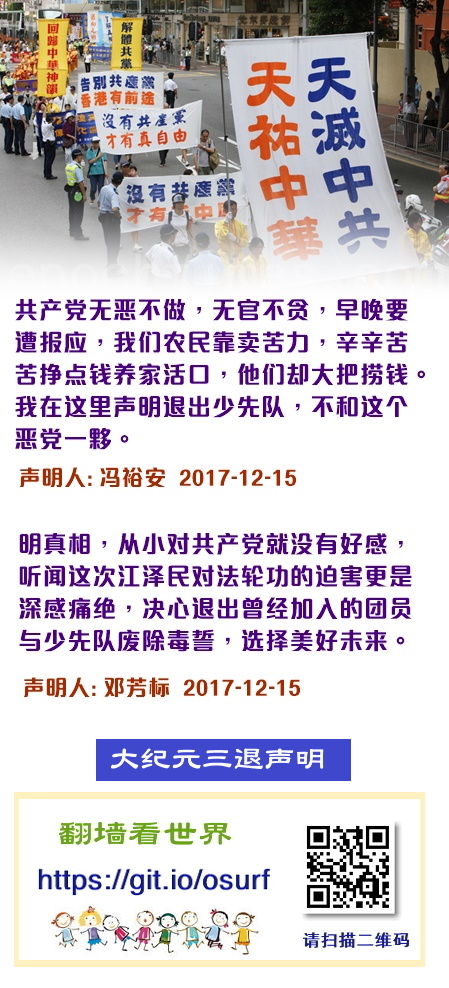 回歸中華神韻
解體共黨
告別共產黨
香港有前途
沒有共產黨
才有真自由
沒有共產黨
天滅中共
天祐中華
共产党无恶不做，无官不贪，早晚要
遭报应，我们农民靠卖苦力，辛辛苦
苦挣点钱养家活口，他们却大把捞钱。
我在这里声明退出少先队，不和这个
恶党一夥。
声明人: 冯裕安 2017-12-15
明真相，从小对共产党就没有好感，
听闻这次江泽民对法轮功的迫害更是
深感痛绝，决心退出曾经加入的团员
与少先队废除毒誓，选择美好未来。
声明人: 邓芳标 2017-12-15
大纪元三退声明
翻墙看世界
https://git.io/osurf
请扫描二维码